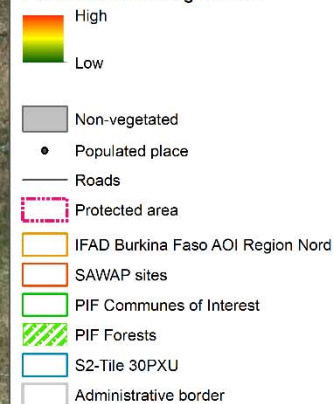 High
Low
Non-vegetated
Populated place
Roads
Protected area
IFAD Burkina Faso AOI Region Nord
SAWAP sites
PIF Communes of Interest
PIF Forests
S2-Tile 30PXU
Administrative border